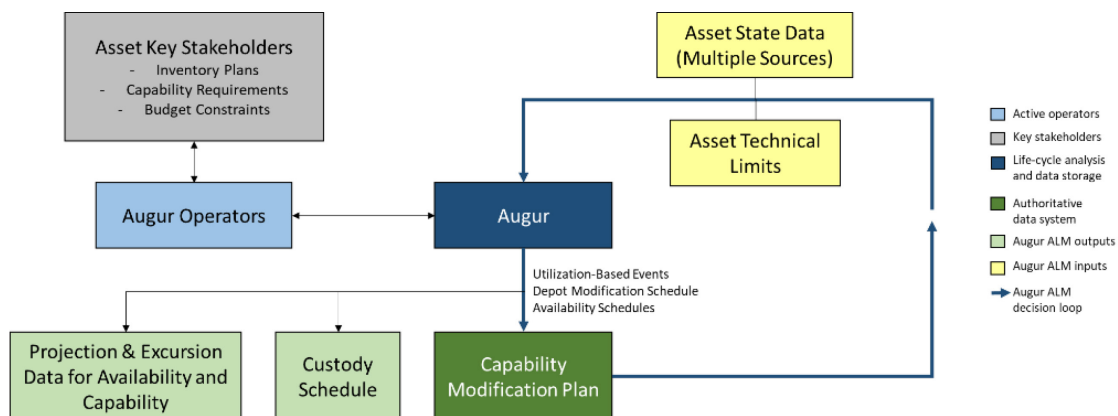 Asset Key Stakeholders
- Inventory Plans
- Capability Requirements
- Budget Constraints
Asset State Data
(Multiple Sources)
Asset Technical
Limits
Augur Operators
Augur
Utilization-Based Events
Depot Modification Schedule
Availability Schedules
Projection & Excursion
Data for Availability and
Capability
Custody
Schedule
Capability
Modification Plan
Active operators
Key stakeholders
Life-cycle analysis
and data storage
Authoritative
data system
Augur ALM outputs
Augur ALM inputs
Augur ALM
decision loop